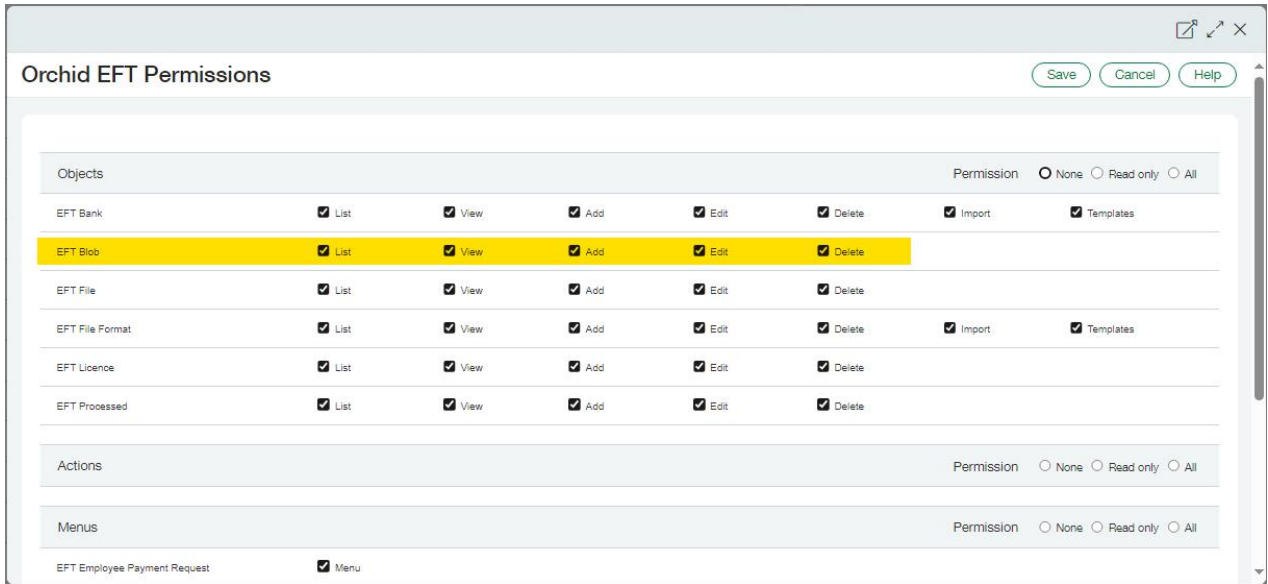 Orchid EFT Permissions Save Cancel Help
Objects Permission None Read only All
EFT Bank List View Add Edit Delete Import Templates
EFT Blob List View Add Edit Delete
EFT File List View Add Edit Delete
EFT File Format List View Add Edit Delete Import Templates
EFT Licence List View Add Edit Delete
EFT Processed List View Add Edit Delete
Actions Permission None Read only All
Menus Permission None Read only All
EFT Employee Payment Request Menu